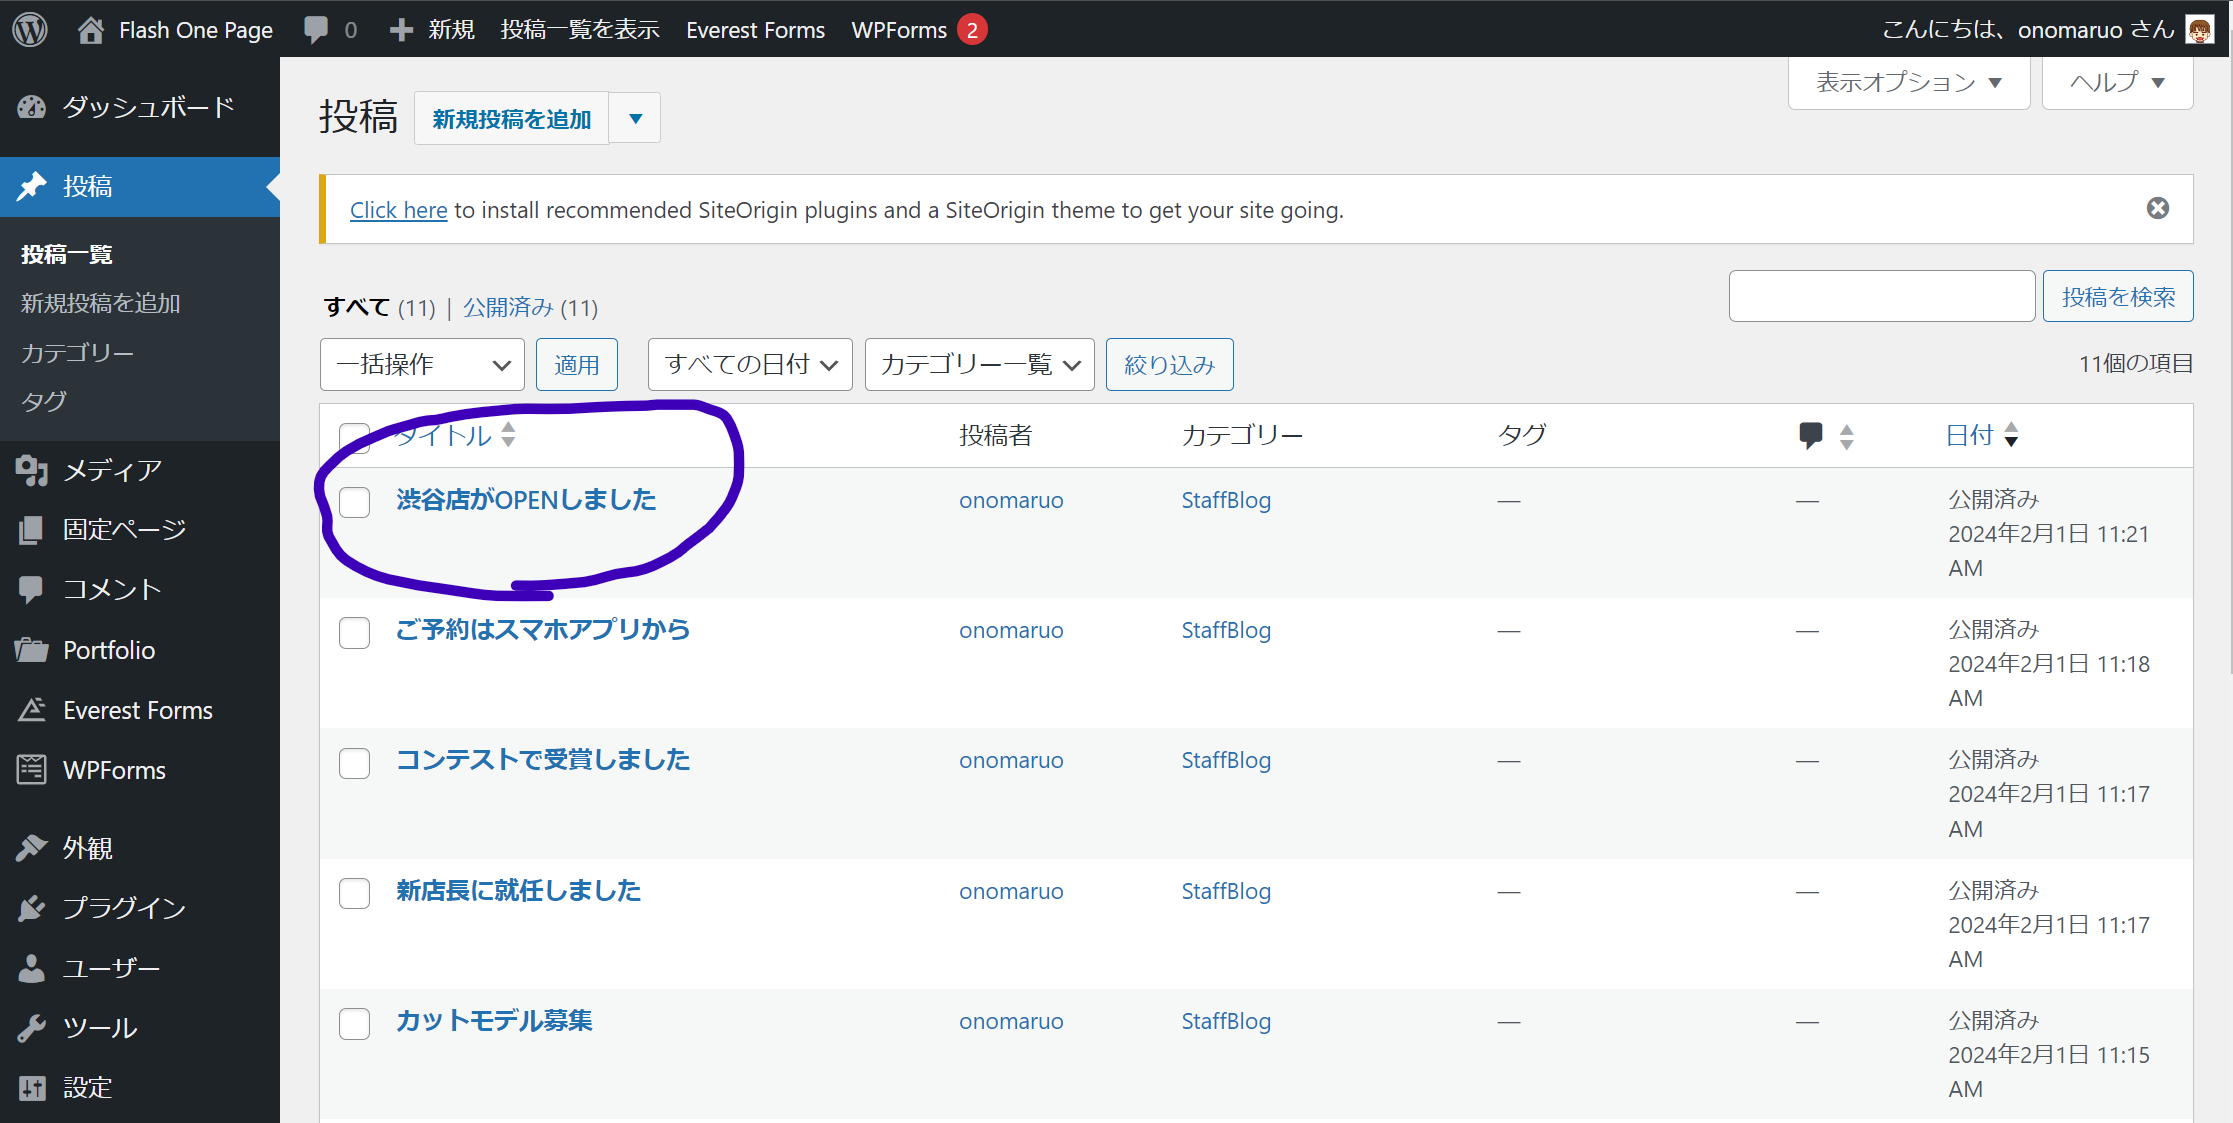 Flash One Page 0 新規 投稿一覧を表示 Everest Forms WPForms 2 こんにちは、onomaruo さん
表示オプション ▼ ヘルプ ▼
ダッシュボード
投稿
投稿一覧
新規投稿を追加
カテゴリー
タグ
メディア
固定ページ
コメント
Portfolio
Everest Forms
WPForms
外観
プラグイン
ユーザー
ツール
設定
投稿 新規投稿を追加 ▼
Click here to install recommended SiteOrigin plugins and a SiteOrigin theme to get your site going.
すべて (11) | 公開済み (11)
投稿を検索
一括操作 適用 すべての日付 カテゴリー一覧 絞り込み 11個の項目
タイトル 投稿者 カテゴリー タグ 日付
渋谷店がOPENしました onomaruo StaffBlog — — 公開済み
2024年2月1日 11:21
AM
ご予約はスマホアプリから onomaruo StaffBlog — — 公開済み
2024年2月1日 11:18
AM
コンテストで受賞しました onomaruo StaffBlog — — 公開済み
2024年2月1日 11:17
AM
新店長に就任しました onomaruo StaffBlog — — 公開済み
2024年2月1日 11:17
AM
カットモデル募集 onomaruo StaffBlog — — 公開済み
2024年2月1日 11:15
AM